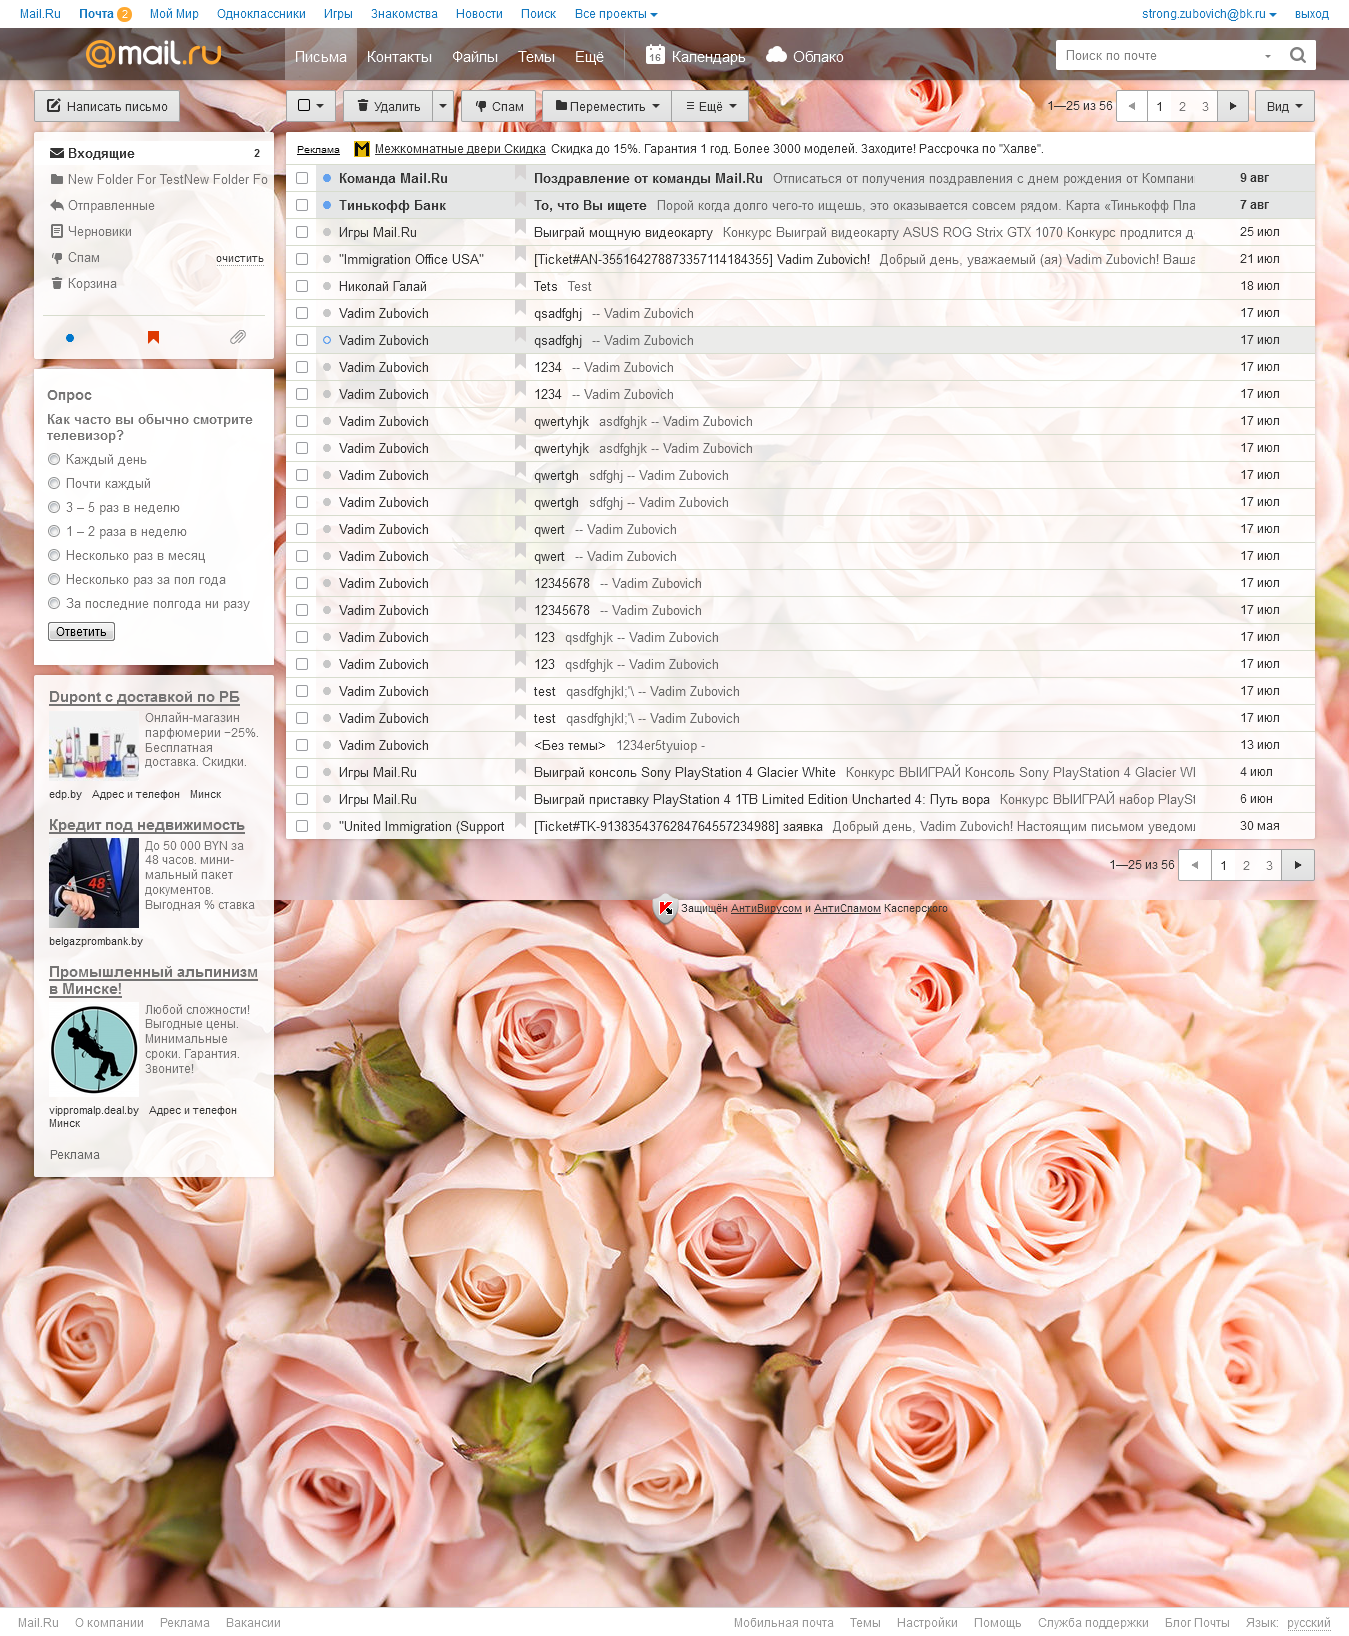 Mail.Ru Почта 2 Мой Мир Одноклассники Игры Знакомства Новости Поиск Все проекты strong.zubovich@bk.ru выход
@mail.ru Письма Контакты Файлы Темы Ещё 16 Календарь Облако Поиск по почте
Написать письмо Удалить Спам Переместить Ещё 1—25 из 56 1 2 3 Вид
Входящие 2
New Folder For TestNew Folder Fo
Отправленные
Черновики
Спам очистить
Корзина
Опрос
Как часто вы обычно смотрите
телевизор?
Каждый день
Почти каждый
3 – 5 раз в неделю
1 – 2 раза в неделю
Несколько раз в месяц
Несколько раз за пол года
За последние полгода ни разу
Ответить
Dupont с доставкой по РБ
Онлайн-магазин
парфюмерии –25%.
Бесплатная
доставка. Скидки.
edp.by Адрес и телефон Минск
Кредит под недвижимость
До 50 000 BYN за
48 часов. мини-
мальный пакет
документов.
Выгодная % ставка
48
belgazprombank.by
Промышленный альпинизм
в Минске!
Любой сложности!
Выгодные цены.
Минимальные
сроки. Гарантия.
Звоните!
vippromalp.deal.by Адрес и телефон
Минск
Реклама
Реклама Межкомнатные двери Скидка Скидка до 15%. Гарантия 1 год. Более 3000 моделей. Заходите! Рассрочка по "Халве".
Команда Mail.Ru Поздравление от команды Mail.Ru Отписаться от получения поздравления с днем рождения от Компани 9 авг
Тинькофф Банк То, что Вы ищете Порой когда долго чего-то ищешь, это оказывается совсем рядом. Карта «Тинькофф Пла 7 авг
Игры Mail.Ru Выиграй мощную видеокарту Конкурс Выиграй видеокарту ASUS ROG Strix GTX 1070 Конкурс продлится д 25 июл
"Immigration Office USA" [Ticket#AN-355164278873357114184355] Vadim Zubovich! Добрый день, уважаемый (ая) Vadim Zubovich! Ваша 21 июл
Николай Галай Tets Test 18 июл
Vadim Zubovich qsadfghj -- Vadim Zubovich 17 июл
Vadim Zubovich qsadfghj -- Vadim Zubovich 17 июл
Vadim Zubovich 1234 -- Vadim Zubovich 17 июл
Vadim Zubovich 1234 -- Vadim Zubovich 17 июл
Vadim Zubovich qwertyhjk asdfghjk -- Vadim Zubovich 17 июл
Vadim Zubovich qwertyhjk asdfghjk -- Vadim Zubovich 17 июл
Vadim Zubovich qwertgh sdfghj -- Vadim Zubovich 17 июл
Vadim Zubovich qwertgh sdfghj -- Vadim Zubovich 17 июл
Vadim Zubovich qwert -- Vadim Zubovich 17 июл
Vadim Zubovich qwert -- Vadim Zubovich 17 июл
Vadim Zubovich 12345678 -- Vadim Zubovich 17 июл
Vadim Zubovich 12345678 -- Vadim Zubovich 17 июл
Vadim Zubovich 123 qsdfghjk -- Vadim Zubovich 17 июл
Vadim Zubovich 123 qsdfghjk -- Vadim Zubovich 17 июл
Vadim Zubovich test qasdfghjkl;'\ -- Vadim Zubovich 17 июл
Vadim Zubovich test qasdfghjkl;'\ -- Vadim Zubovich 17 июл
Vadim Zubovich <Без темы> 1234er5tyuiop - 13 июл
Игры Mail.Ru Выиграй консоль Sony PlayStation 4 Glacier White Конкурс ВЫИГРАЙ Консоль Sony PlayStation 4 Glacier Wl 4 июл
Игры Mail.Ru Выиграй приставку PlayStation 4 1TB Limited Edition Uncharted 4: Путь вора Конкурс ВЫИГРАЙ набор PlaySt 6 июн
"United Immigration (Support [Ticket#TK-9138354376284764557234988] заявка Добрый день, Vadim Zubovich! Настоящим письмом уведомл 30 мая
1—25 из 56 1 2 3
Защищён АнтиВирусом и АнтиСпамом Касперского
Mail.Ru О компании Реклама Вакансии Мобильная почта Темы Настройки Помощь Служба поддержки Блог Почты Язык: русский